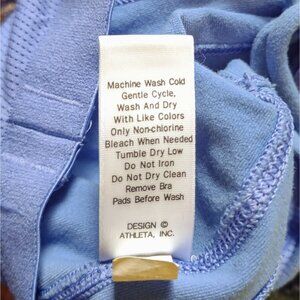 Machine Wash Cold
Gentle Cycle,
Wash And Dry
With Like Colors
Only Non-chlorine
Bleach When Needed
Tumble Dry Low
Do Not Iron
Do Not Dry Clean
Remove Bra
Pads Before Wash
DESIGN ©
ATHLETA, INC.